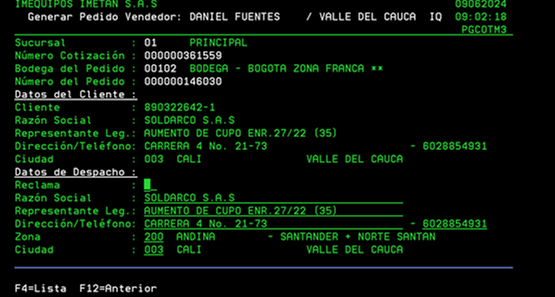 IMEQUIPOS IMETAN S.A.S 09062024
Generar Pedido Vendedor: DANIEL FUENTES / VALLE DEL CAUCA IQ 09:02:18
PGCOTM3
Sucursal : 01 PRINCIPAL
Número Cotización : 000000361559
Bodega del Pedido : 00102 BODEGA - BOGOTA ZONA FRANCA **
Número del Pedido : 000000146030
Datos del Cliente :
Cliente : 890322642-1
Razón Social : SOLDARCO S.A.S
Representante Leg.: AUMENTO DE CUPO ENR.27/22 (35)
Dirección/Teléfono: CARRERA 4 No. 21-73 - 6028854931
Ciudad : 003 CALI VALLE DEL CAUCA
Datos de Despacho :
Reclama :
Razón Social : SOLDARCO S.A.S
Representante Leg.: AUMENTO DE CUPO ENR.27/22 (35)
Dirección/Teléfono: CARRERA 4 No. 21-73 - 6028854931
Zona : 200 ANDINA - SANTANDER + NORTE SANTAN
Ciudad : 003 CALI VALLE DEL CAUCA
F4=Lista F12=Anterior